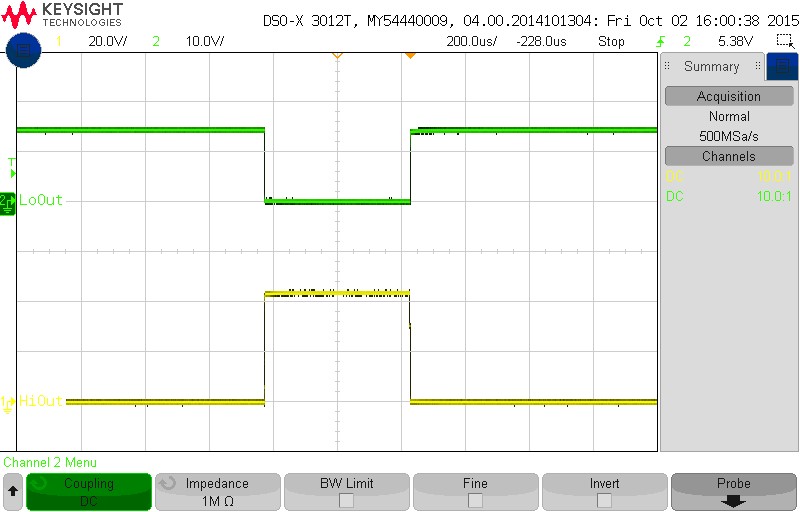 KEYSIGHT
TECHNOLOGIES
DSO-X 3012T, MY54440009, 04.00.2014101304: Fri Oct 02 16:00:38 2015
1 20.0V/ 2 10.0V/ 200.0us/ -228.0us Stop 2 5.38V
Summary
Acquisition
Normal
500MSa/s
Channels
DC 10.0:1
DC 10.0:1
T
2 LoOut
1 HiOut
Channel 2 Menu
Coupling
DC
Impedance
1M Ω
BW Limit
Fine
Invert
Probe